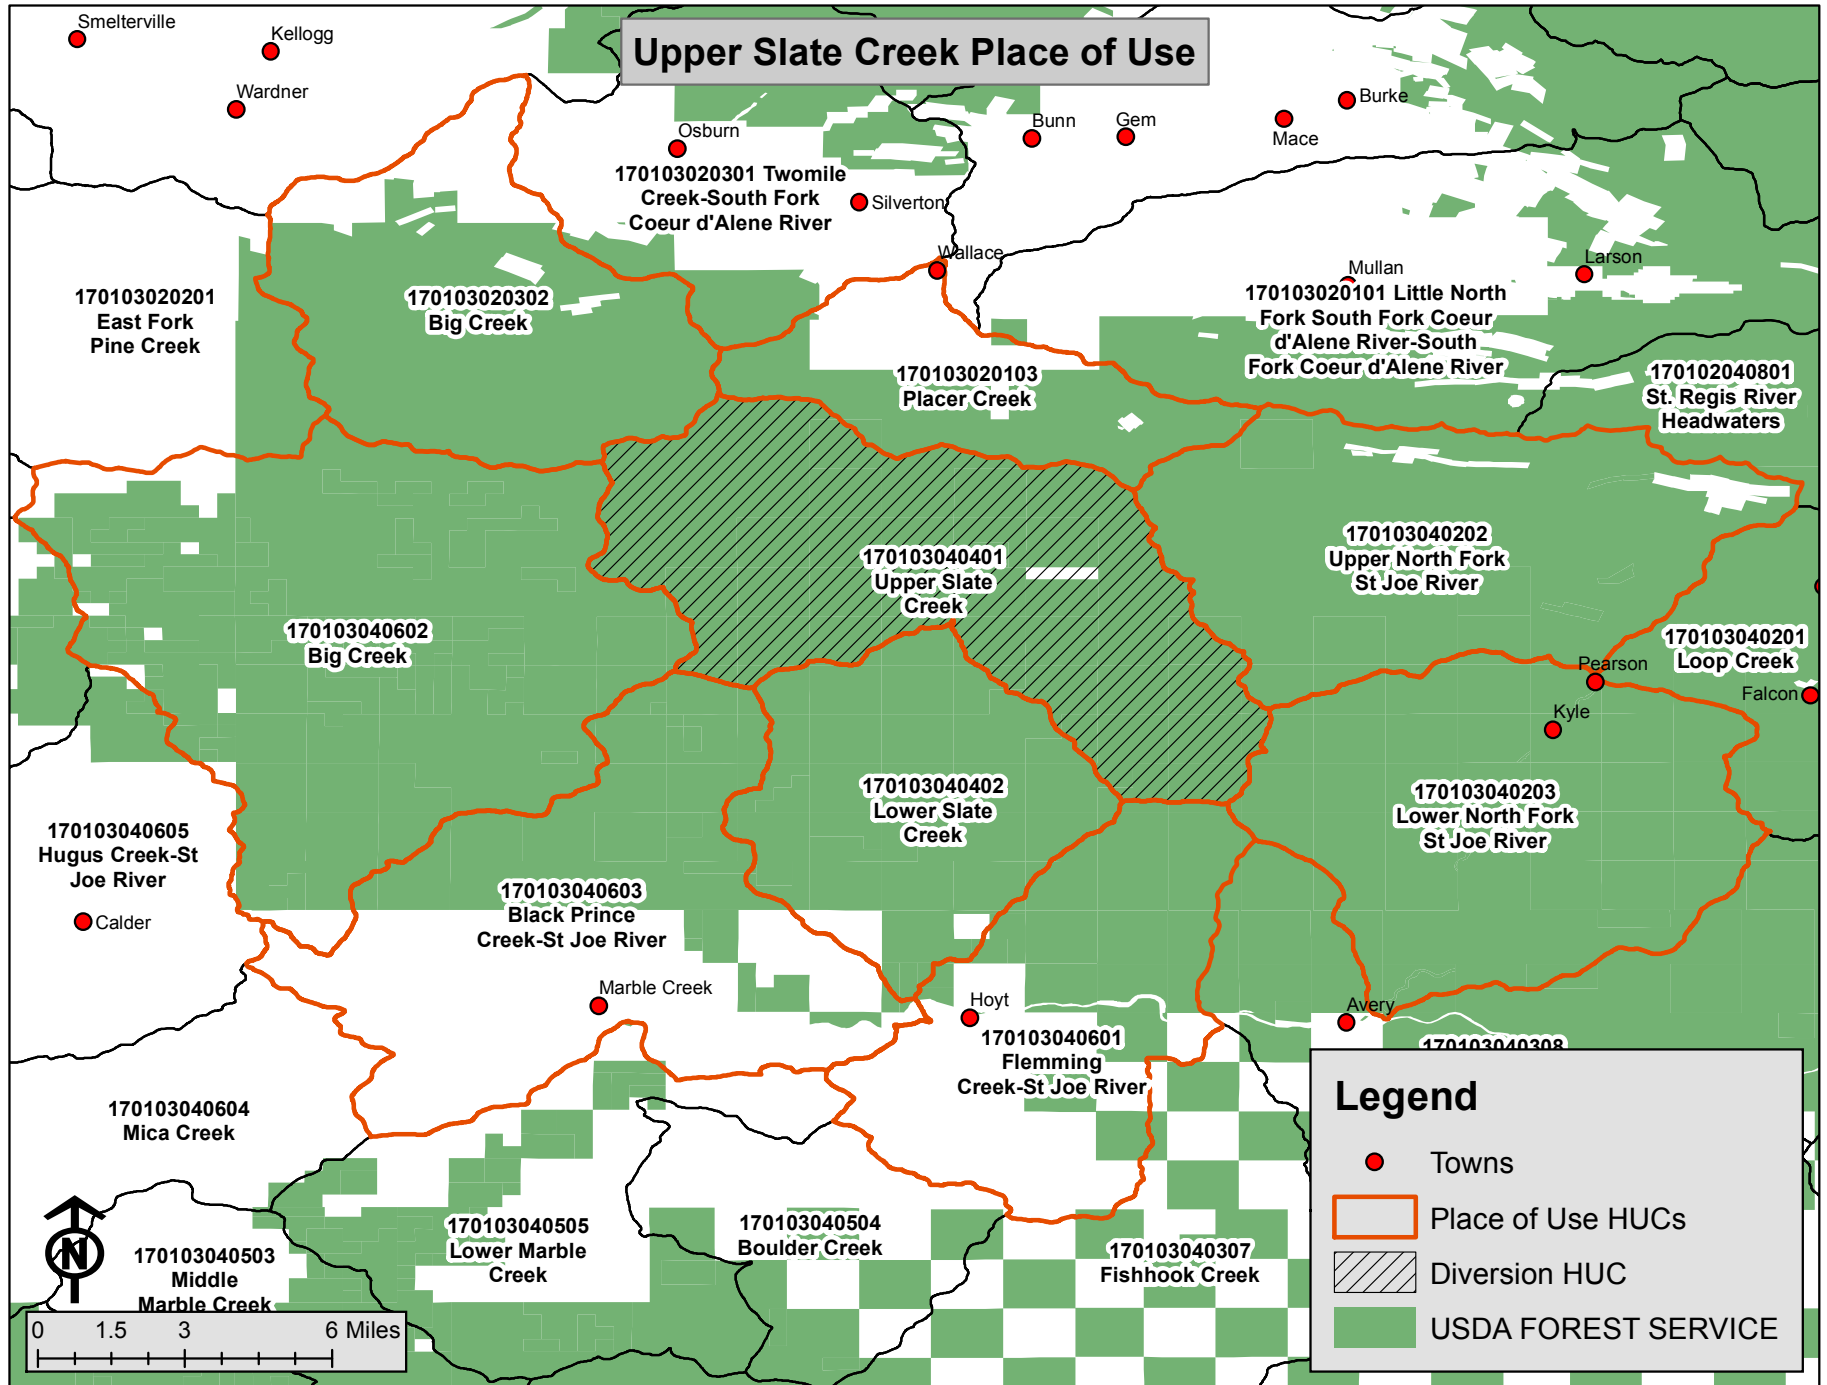 Upper Slate Creek Place of Use
Smelterville
Kellogg
Wardner
Osburn
Bunn
Gem
Burke
Mace
170103020301 Twomile
Creek-South Fork
Coeur d'Alene River
Silverton
Wallace
Mullan
Larson
170103020201
East Fork
Pine Creek
170103020302
Big Creek
170103020101 Little North
Fork South Fork Coeur
d'Alene River-South
Fork Coeur d'Alene River
170103020103
Placer Creek
170102040801
St. Regis River
Headwaters
170103040401
Upper Slate
Creek
170103040202
Upper North Fork
St Joe River
170103040602
Big Creek
170103040201
Loop Creek
Pearson
Falcon
Kyle
170103040402
Lower Slate
Creek
170103040203
Lower North Fork
St Joe River
170103040605
Hugus Creek-St
Joe River
Calder
170103040603
Black Prince
Creek-St Joe River
Marble Creek
Hoyt
Avery
170103040601
Flemming
Creek-St Joe River
170103040308
170103040604
Mica Creek
170103040505
Lower Marble
Creek
170103040504
Boulder Creek
170103040307
Fishhook Creek
170103040503
Middle
Marble Creek
N
0 1.5 3 6 Miles
Legend
Towns
Place of Use HUCs
Diversion HUC
USDA FOREST SERVICE